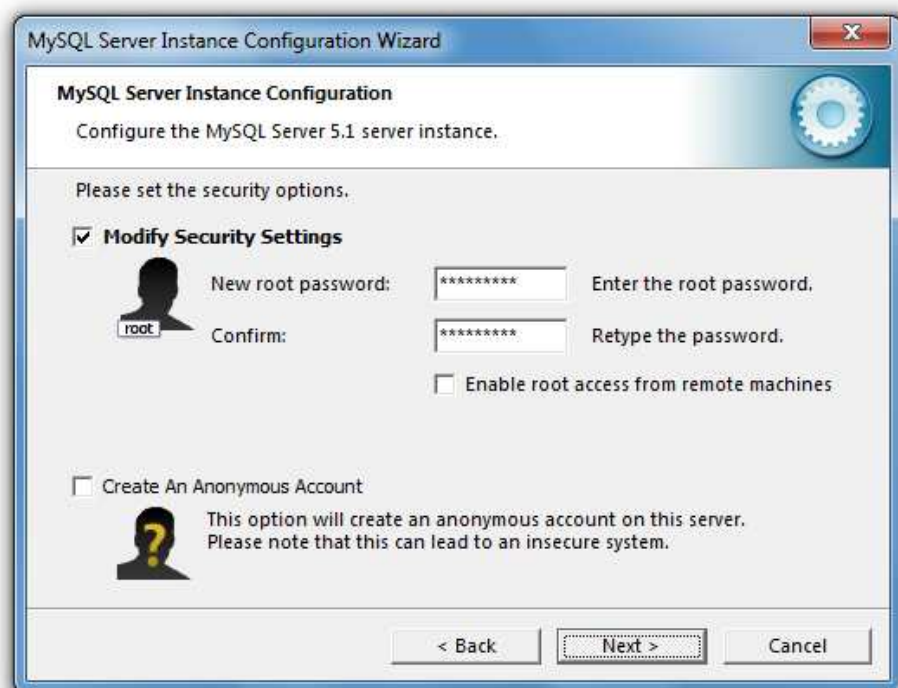 MySQL Server Instance Configuration Wizard
MySQL Server Instance Configuration
Configure the MySQL Server 5.1 server instance.
Please set the security options.
Modify Security Settings
New root password: ********* Enter the root password.
root
Confirm: ********* Retype the password.
Enable root access from remote machines
Create An Anonymous Account
This option will create an anonymous account on this server.
Please note that this can lead to an insecure system.
?
< Back Next > Cancel